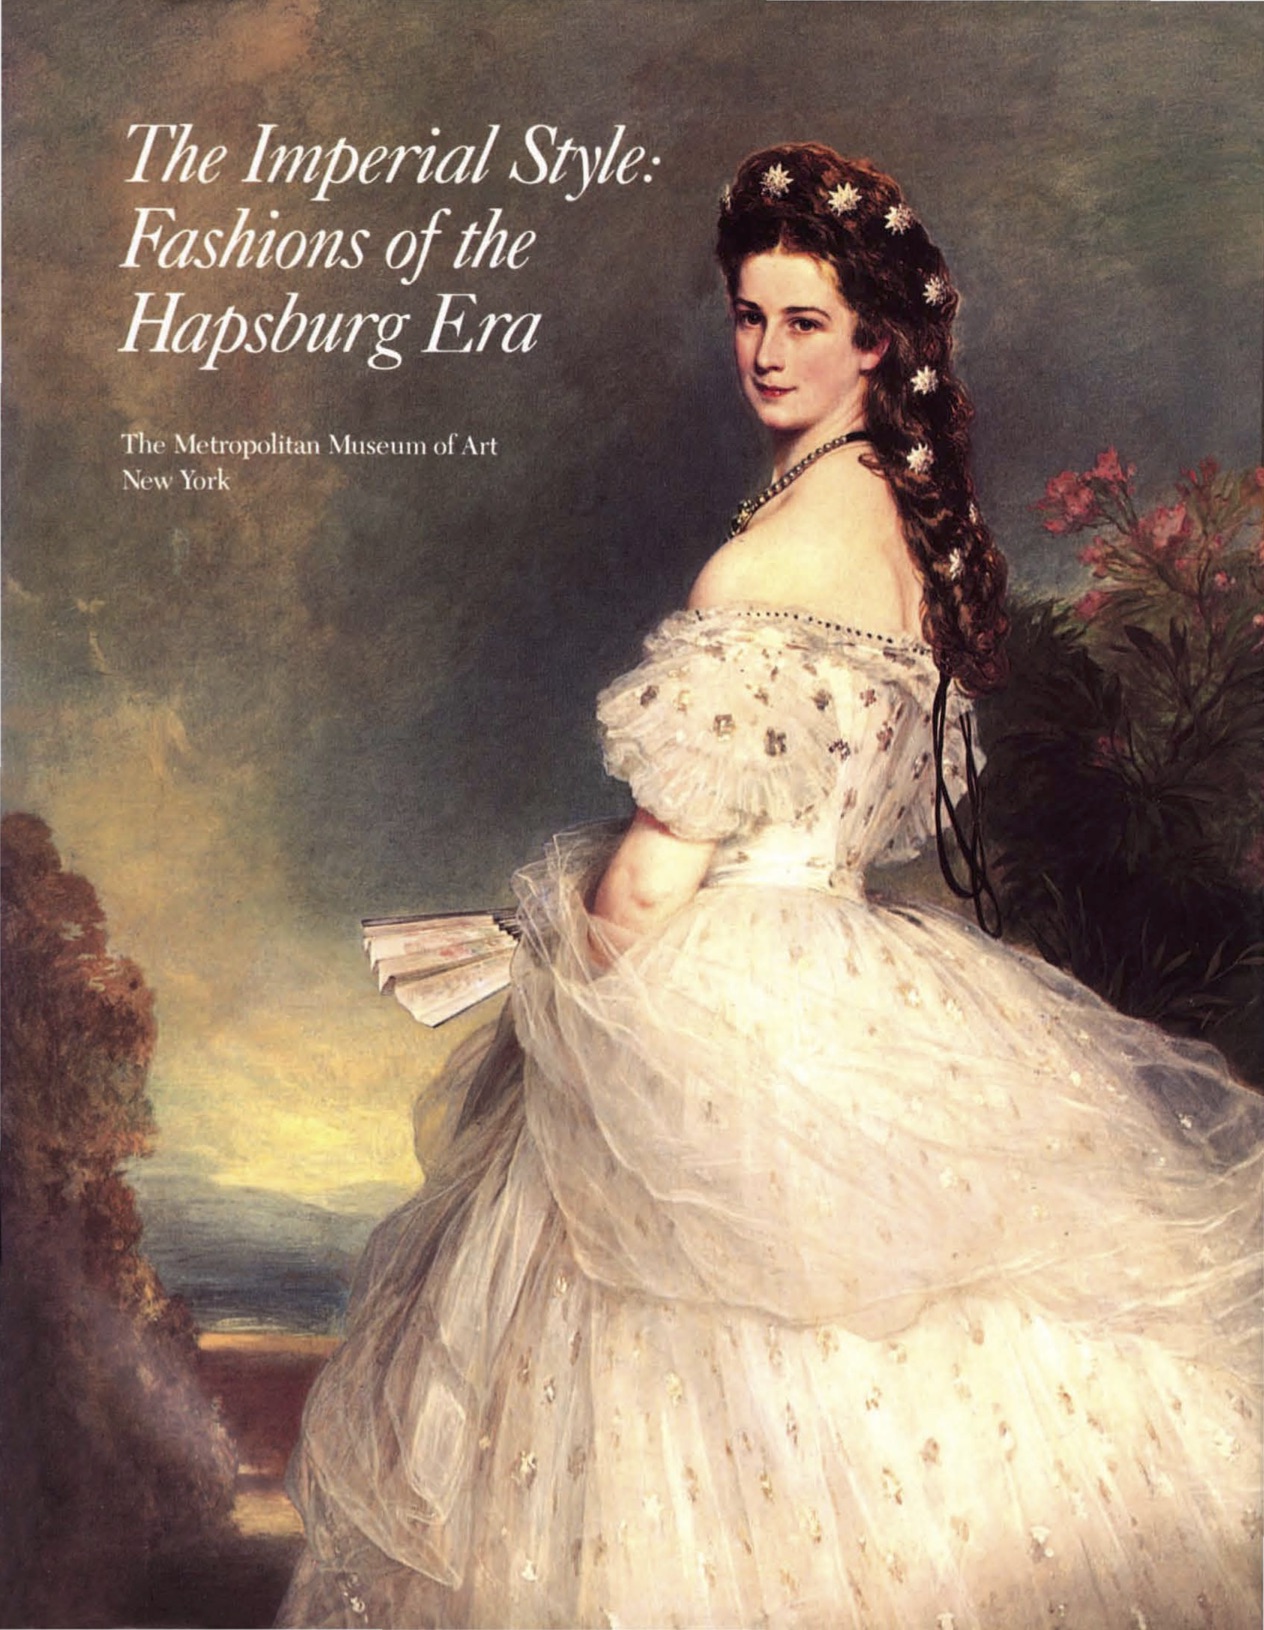 The Imperial Style:
Fashions of the
Hapsburg Era
The Metropolitan Museum of Art
New York